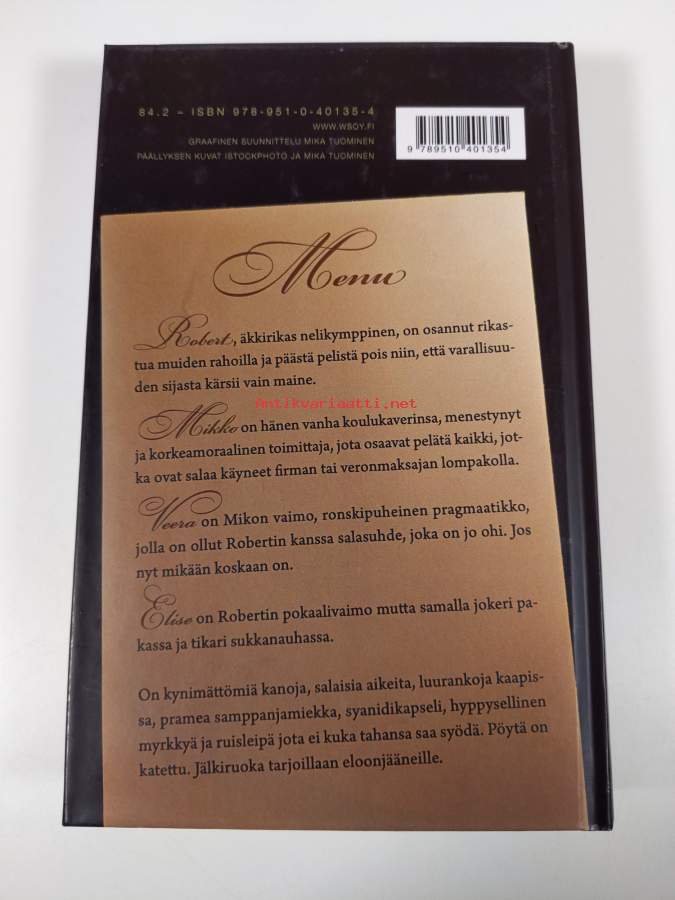 84.2 – ISBN 978-951-0-40135-4
WWW.WSOY.FI
GRAAFINEN SUUNNITTELU MIKA TUOMINEN
PÄÄLLYKSEN KUVAT ISTOCKPHOTO JA MIKA TUOMINEN
9 789510 401354
Menu
Robert, äkkirikas nelikymppinen, on osannut rikas-
tua muiden rahoilla ja päästä pelistä pois niin, että varallisuu-
den sijasta kärsii vain maine.
Antikvariaatti.net
Mikko on hänen vanha koulukaverinsa, menestynyt
ja korkeamoraalinen toimittaja, jota osaavat pelätä kaikki, jot-
ka ovat salaa käyneet firman tai veronmaksajan lompakolla.
Veera on Mikon vaimo, ronskipuheinen pragmaatikko,
jolla on ollut Robertin kanssa salasuhde, joka on jo ohi. Jos
nyt mikään koskaan on.
Elise on Robertin pokaalivaimo mutta samalla jokeri pa-
kassa ja tikari sukkanauhassa.
On kynimättömiä kanoja, salaisia aikeita, luurankoja kaapis-
sa, pramea samppanjamiekka, syanidikapseli, hyppysellinen
myrkkyä ja ruisleipä jota ei kuka tahansa saa syödä. Pöytä on
katettu. Jälkiruoka tarjoillaan eloonjääneille.